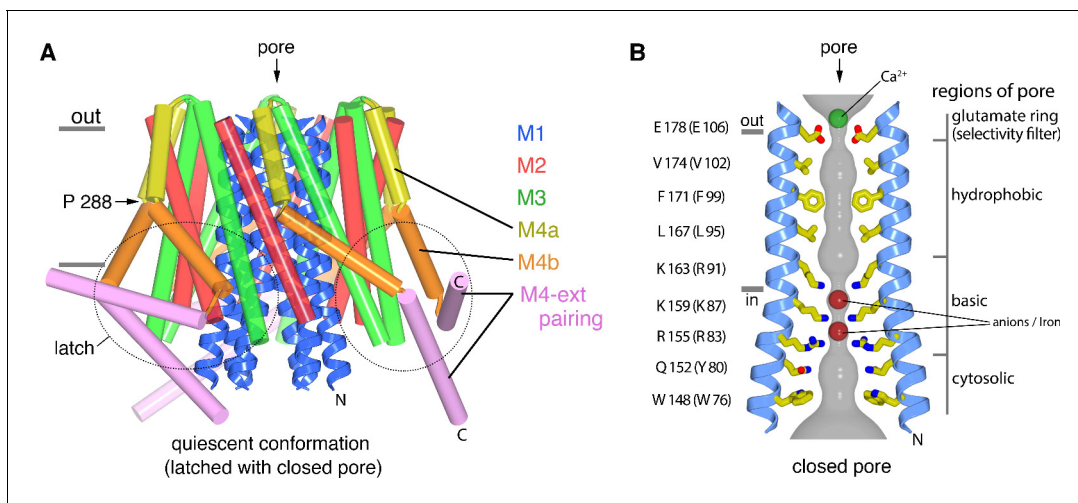 A
pore
out
P 288
latch
M1
M2
M3
M4a
M4b
M4-ext
pairing
C
C
N
quiescent conformation
(latched with closed pore)
B
pore
Ca2+
regions of pore
E 178 (E 106)
out
glutamate ring
(selectivity filter)
V 174 (V 102)
F 171 (F 99)
hydrophobic
L 167 (L 95)
K 163 (R 91)
in
K 159 (K 87)
basic
anions / Iron
R 155 (R 83)
Q 152 (Y 80)
cytosolic
W 148 (W 76)
N
closed pore